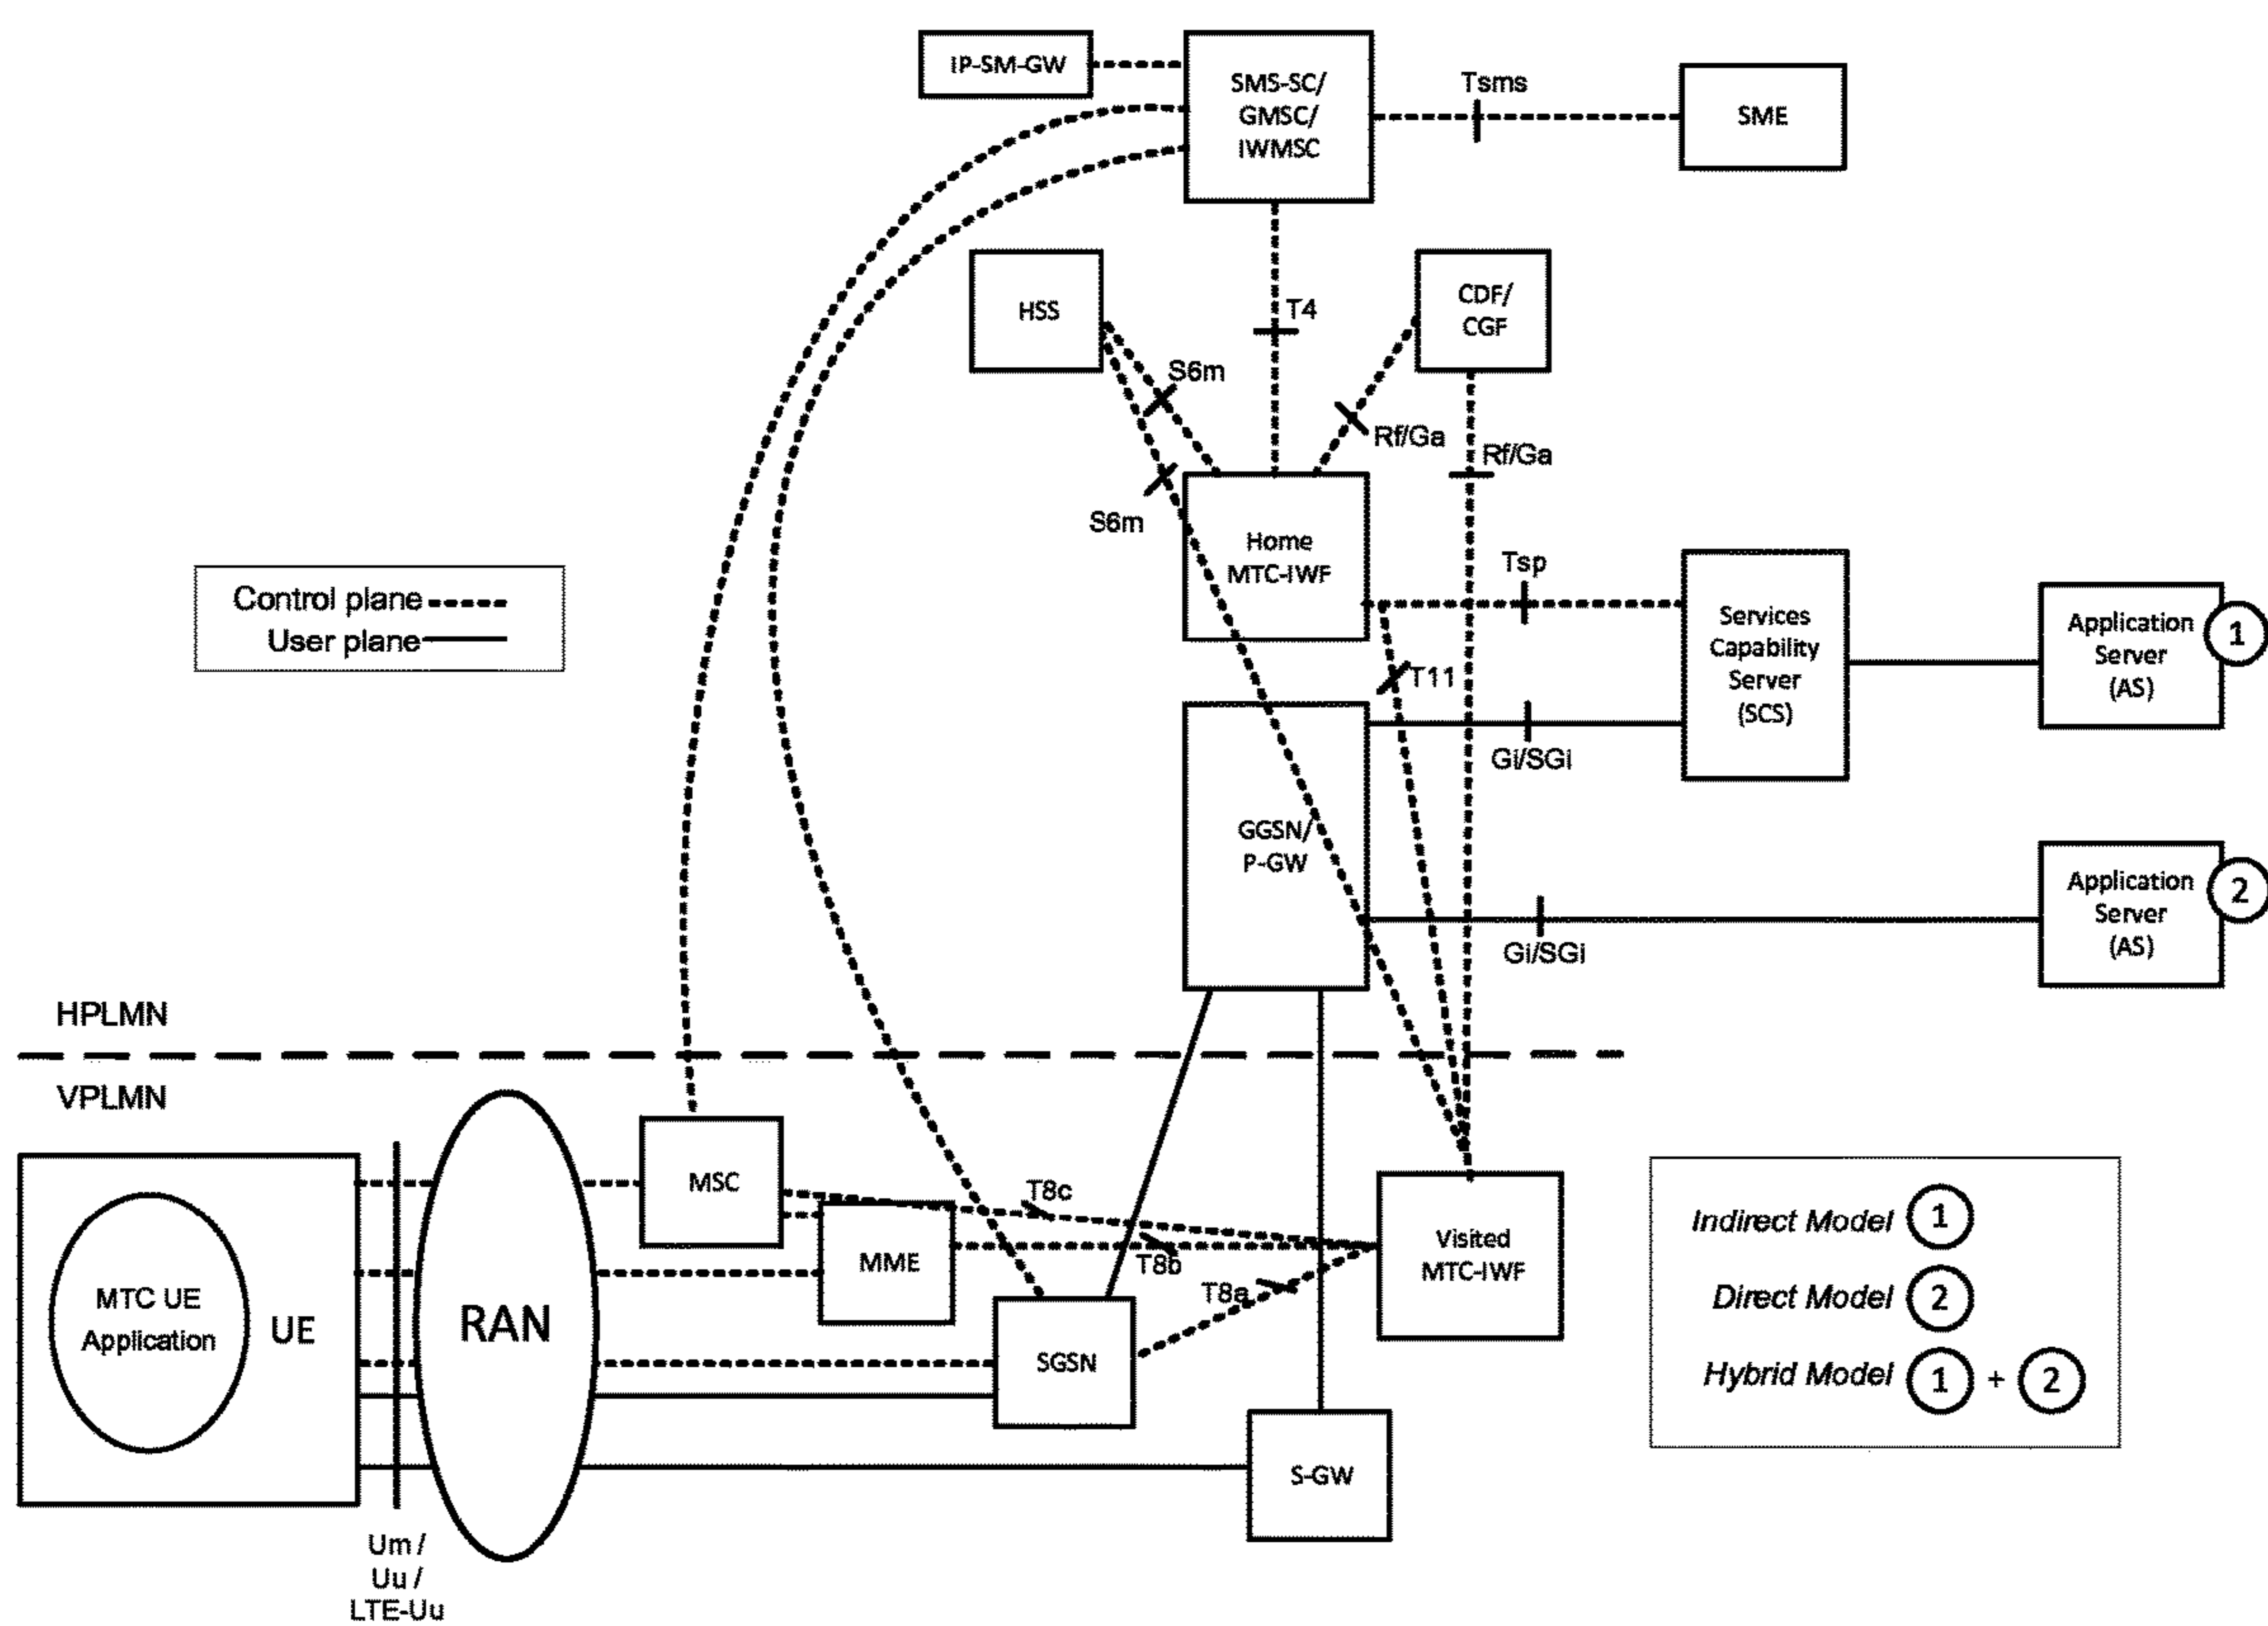 IP-SM-GW
SMS-SC/
GMSC/
IWMSC
Tsms
SME
HSS
T4
CDF/
CGF
S6m
Rf/Ga
Rf/Ga
S6m
Home
MTC-IWF
Tsp
Control plane
User plane
Services
Capability
Server
(SCS)
Application
Server
(AS)
1
T11
Gi/SGi
GGSN/
P-GW
Application
Server
(AS)
2
Gi/SGi
HPLMN
VPLMN
MSC
T8c
MME
T8b
T8a
Visited
MTC-IWF
MTC UE
Application
UE
RAN
SGSN
S-GW
Indirect Model 1
Direct Model 2
Hybrid Model 1 + 2
Um /
Uu /
LTE-Uu